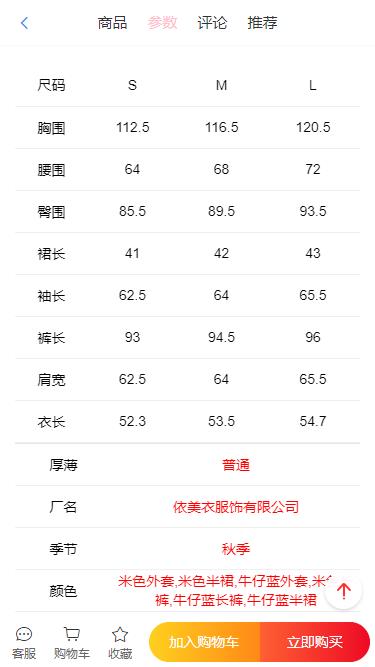 商品 参数 评论 推荐
尺码 S M L
胸围 112.5 116.5 120.5
腰围 64 68 72
臀围 85.5 89.5 93.5
裙长 41 42 43
袖长 62.5 64 65.5
裤长 93 94.5 96
肩宽 62.5 64 65.5
衣长 52.3 53.5 54.7
厚薄 普通
厂名 依美衣服饰有限公司
季节 秋季
颜色 米色外套,米色半裙,牛仔蓝外套,米
裤,牛仔蓝长裤,牛仔蓝半裙
客服 购物车 收藏 加入购物车 立即购买